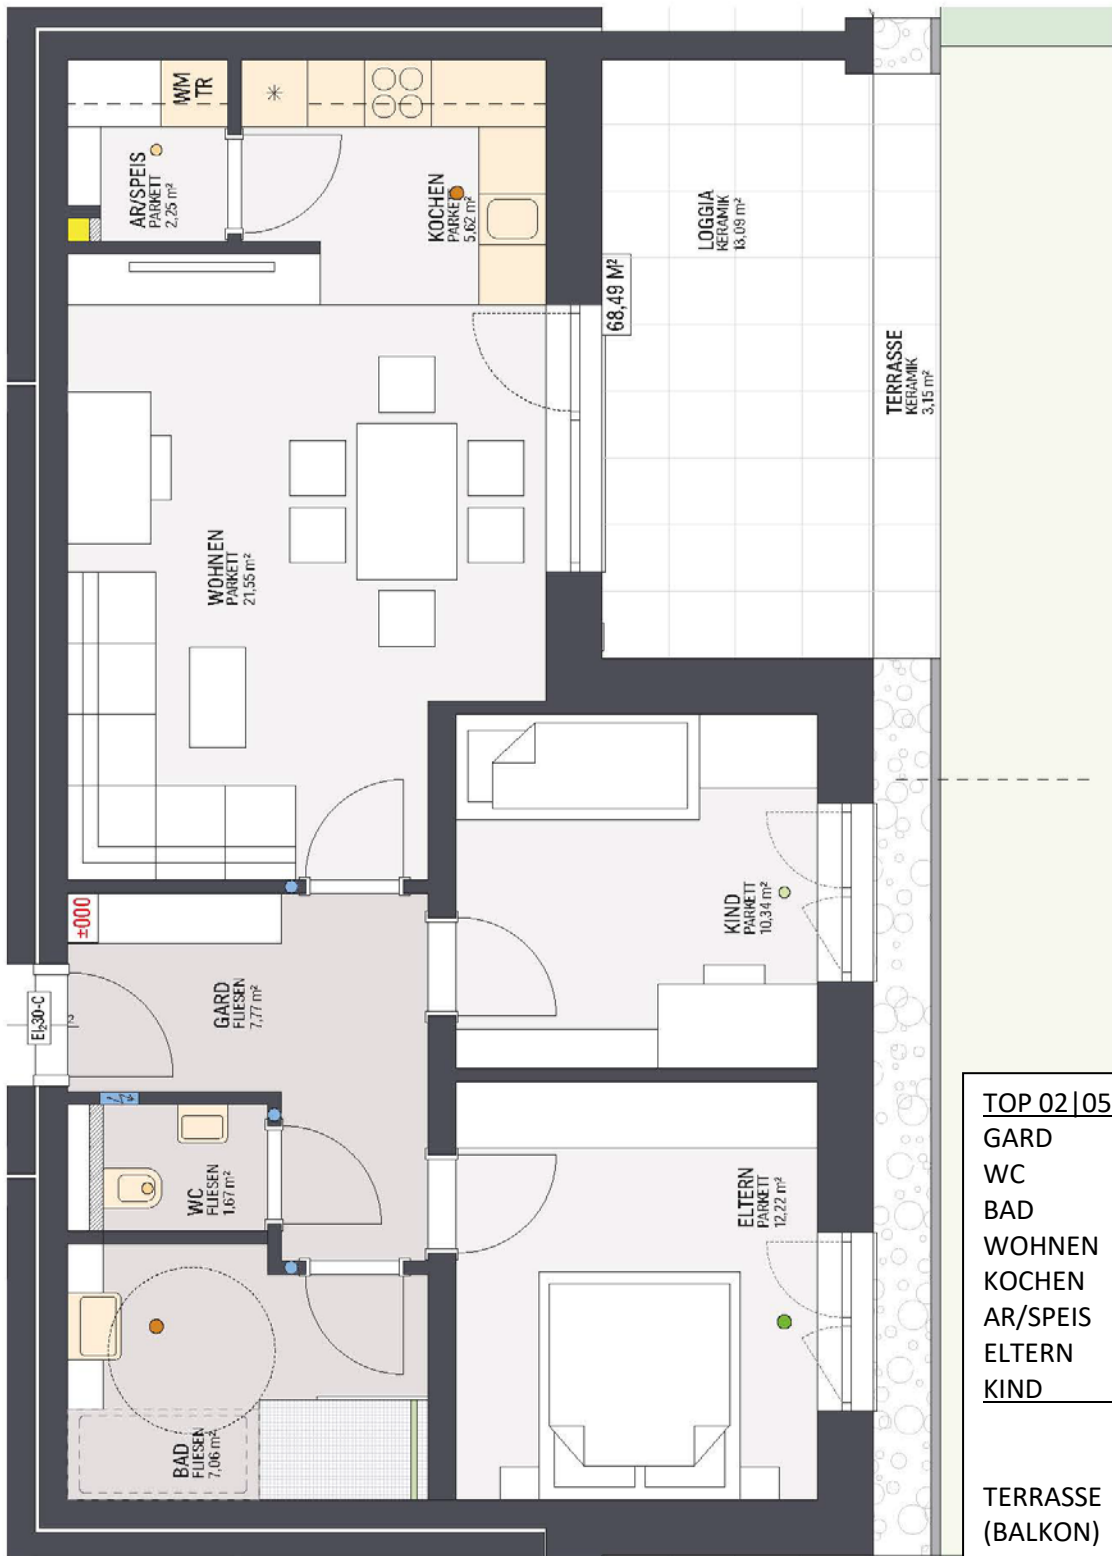 WM
TR
AR/SPEIS
PARKETT
2,25 m²
KOCHEN
PARKETT
5,62 m²
LOGGIA
KERAMIK
13,09 m²
68,49 M²
TERRASSE
KERAMIK
3,15 m²
WOHNEN
PARKETT
21,55 m²
±000
EI₂30-C
2
GARD
FLIESEN
7,77 m²
KIND
PARKETT
10,34 m²
WC
FLIESEN
1,67 m²
ELTERN
PARKETT
12,22 m²
BAD
FLIESEN
7,06 m²
TOP 02|05
GARD
WC
BAD
WOHNEN
KOCHEN
AR/SPEIS
ELTERN
KIND
TERRASSE
(BALKON)